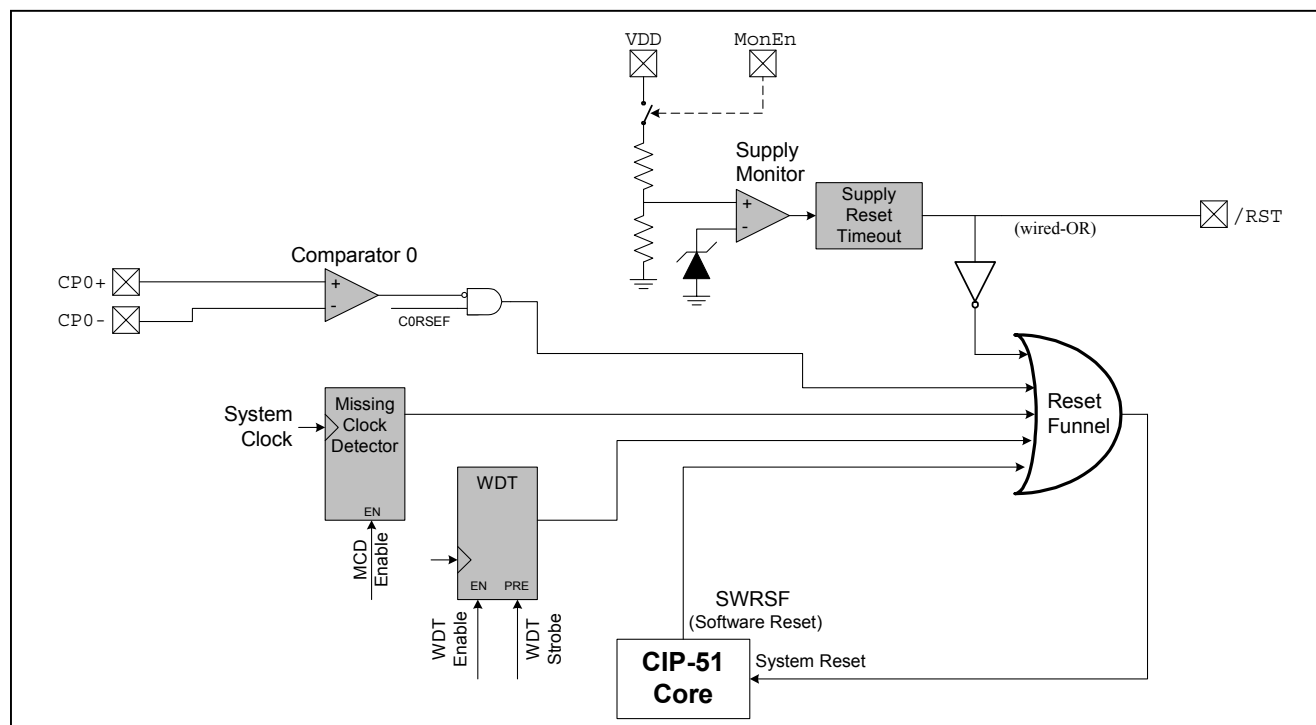 VDD
MonEn
Supply
Monitor
+
-
Supply
Reset
Timeout
(wired-OR)
/RST
Comparator 0
CP0+
CP0-
+
-
C0RSEF
System
Clock
Missing
Clock
Detector
EN
MCD
Enable
WDT
EN
PRE
WDT
Enable
WDT
Strobe
Reset
Funnel
SWRSF
(Software Reset)
CIP-51
Core
System Reset